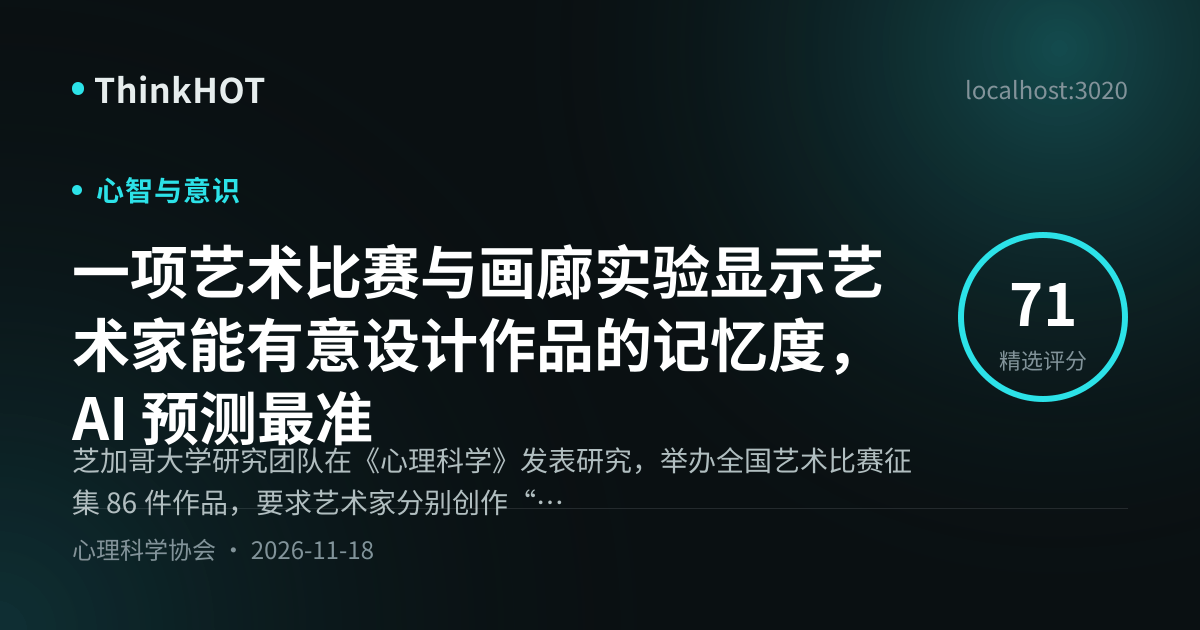 ThinkHOT
localhost:3020
心智与意识
一项艺术比赛与画廊实验显示艺
术家能有意设计作品的记忆度，
AI 预测最准
71
精选评分
芝加哥大学研究团队在《心理科学》发表研究，举办全国艺术比赛征
集 86 件作品，要求艺术家分别创作“…
心理科学协会 · 2026-11-18